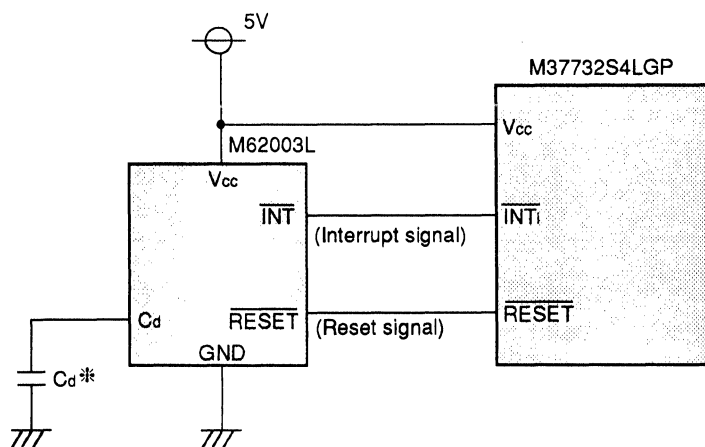 5V
M37732S4LGP
Vcc
M62003L
Vcc
INT
(Interrupt signal)
INTi
Cd
RESET
(Reset signal)
RESET
GND
Cd※